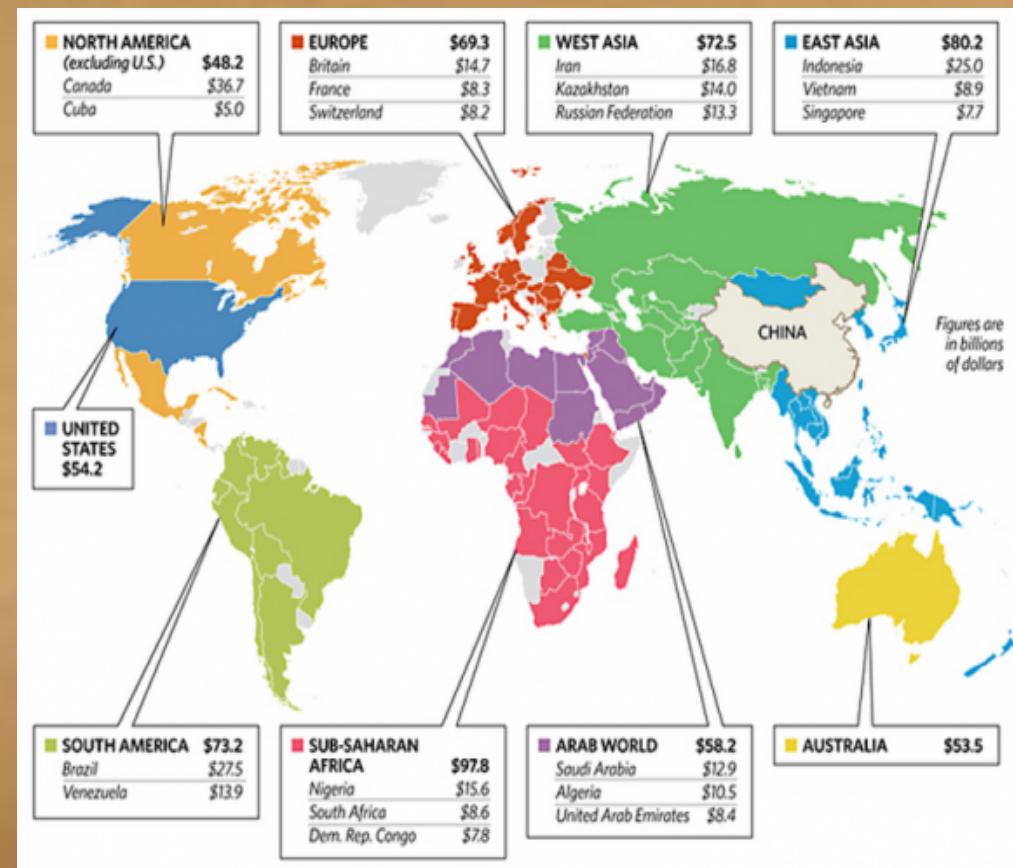 NORTH AMERICA
(excluding U.S.) $48.2
Canada $36.7
Cuba $5.0
EUROPE $69.3
Britain $14.7
France $8.3
Switzerland $8.2
WEST ASIA $72.5
Iran $16.8
Kazakhstan $14.0
Russian Federation $13.3
EAST ASIA $80.2
Indonesia $25.0
Vietnam $8.9
Singapore $7.7
CHINA
Figures are
in billions
of dollars
UNITED
STATES
$54.2
SOUTH AMERICA $73.2
Brazil $27.5
Venezuela $13.9
SUB-SAHARAN
AFRICA $97.8
Nigeria $15.6
South Africa $8.6
Dem. Rep. Congo $7.8
ARAB WORLD $58.2
Saudi Arabia $12.9
Algeria $10.5
United Arab Emirates $8.4
AUSTRALIA $53.5